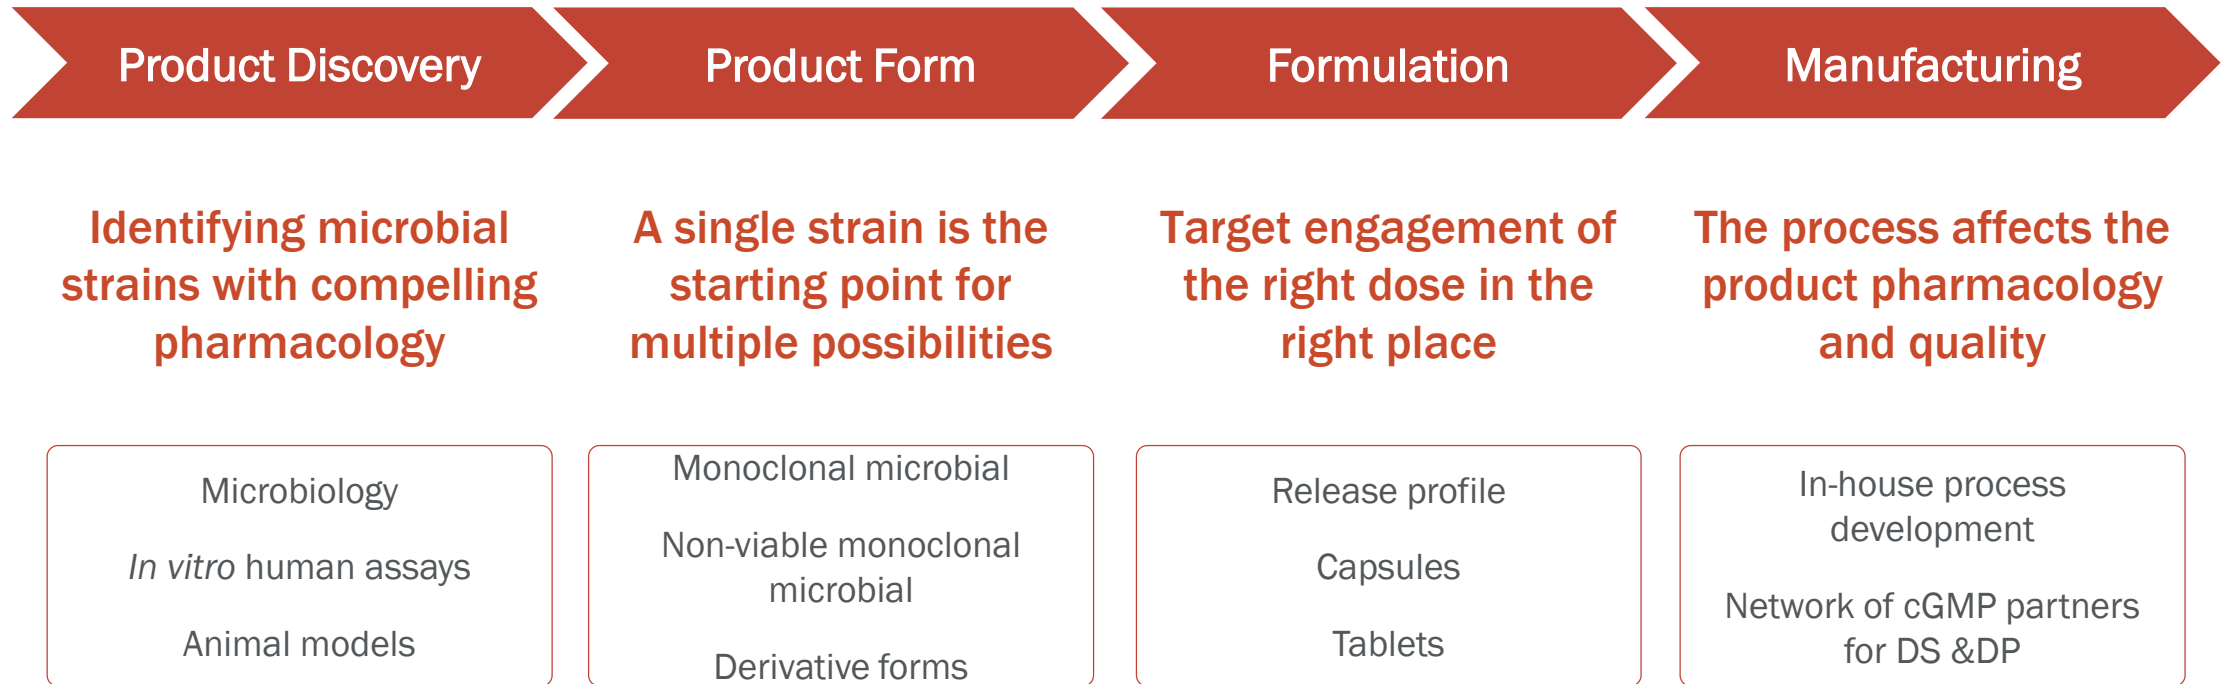 Product Discovery
Product Form
Formulation
Manufacturing
Identifying microbial
strains with compelling
pharmacology
A single strain is the
starting point for
multiple possibilities
Target engagement of
the right dose in the
right place
The process affects the
product pharmacology
and quality
Microbiology
In vitro human assays
Animal models
Monoclonal microbial
Non-viable monoclonal
microbial
Derivative forms
Release profile
Capsules
Tablets
In-house process
development
Network of cGMP partners
for DS &DP